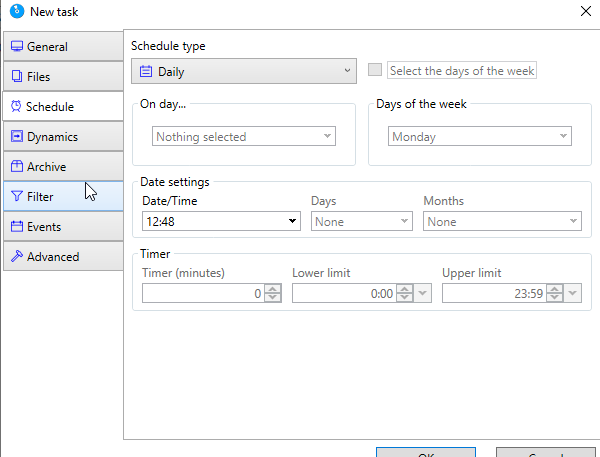 New task
General
Files
Schedule
Dynamics
Archive
Filter
Events
Advanced
Schedule type
Daily
Select the days of the week
On day...
Nothing selected
Days of the week
Monday
Date settings
Date/Time
Days
Months
12:48
None
None
Timer
Timer (minutes)
Lower limit
Upper limit
0
0:00
23:59